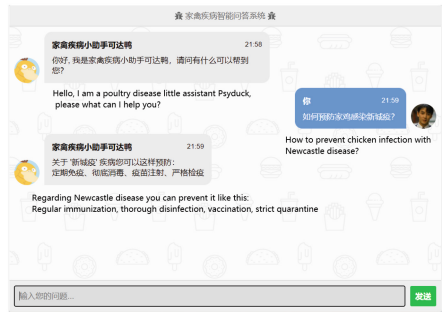 家禽疾病智能问答系统
家禽疾病小助手可达鸭 21:58
你好, 我是家禽疾病小助手可达鸭，请问有什么可以帮到
您?
Hello, I am a poultry disease little assistant Psyduck,
please what can I help you?
你 21:59
如何预防家鸡感染新城疫?
How to prevent chicken infection with
Newcastle disease?
家禽疾病小助手可达鸭 21:59
关于 '新城疫' 疾病您可以这样预防:
定期免疫、彻底消毒、疫苗注射、严格检疫
Regarding Newcastle disease you can prevent it like this:
Regular immunization, thorough disinfection, vaccination, strict quarantine
输入您的问题...
发送